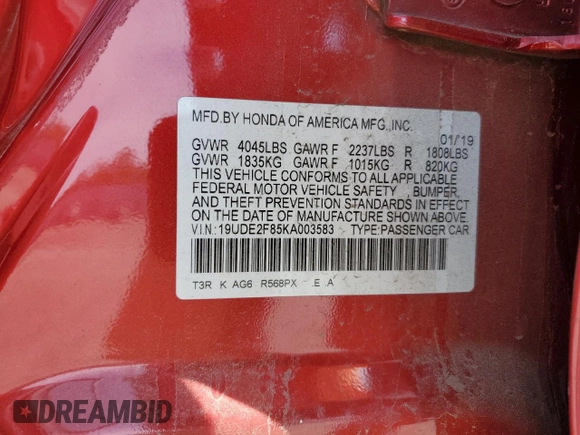 MFD.BY HONDA OF AMERICA MFG.,INC.
01/19
GVWR 4045LBS GAWR F 2237LBS R 1808LBS
GVWR 1835KG GAWR F 1015KG R 820KG
THIS VEHICLE CONFORMS TO ALL APPLICABLE
FEDERAL MOTOR VEHICLE SAFETY , BUMPER,
AND THEFT PREVENTION STANDARDS IN EFFECT
ON THE DATE OF MANUFACTURE SHOWN ABOVE.
V.I.N:19UDE2F85KA003583 TYPE:PASSENGER CAR
T3R K AG6 R568PX .E .A
DREAMBID